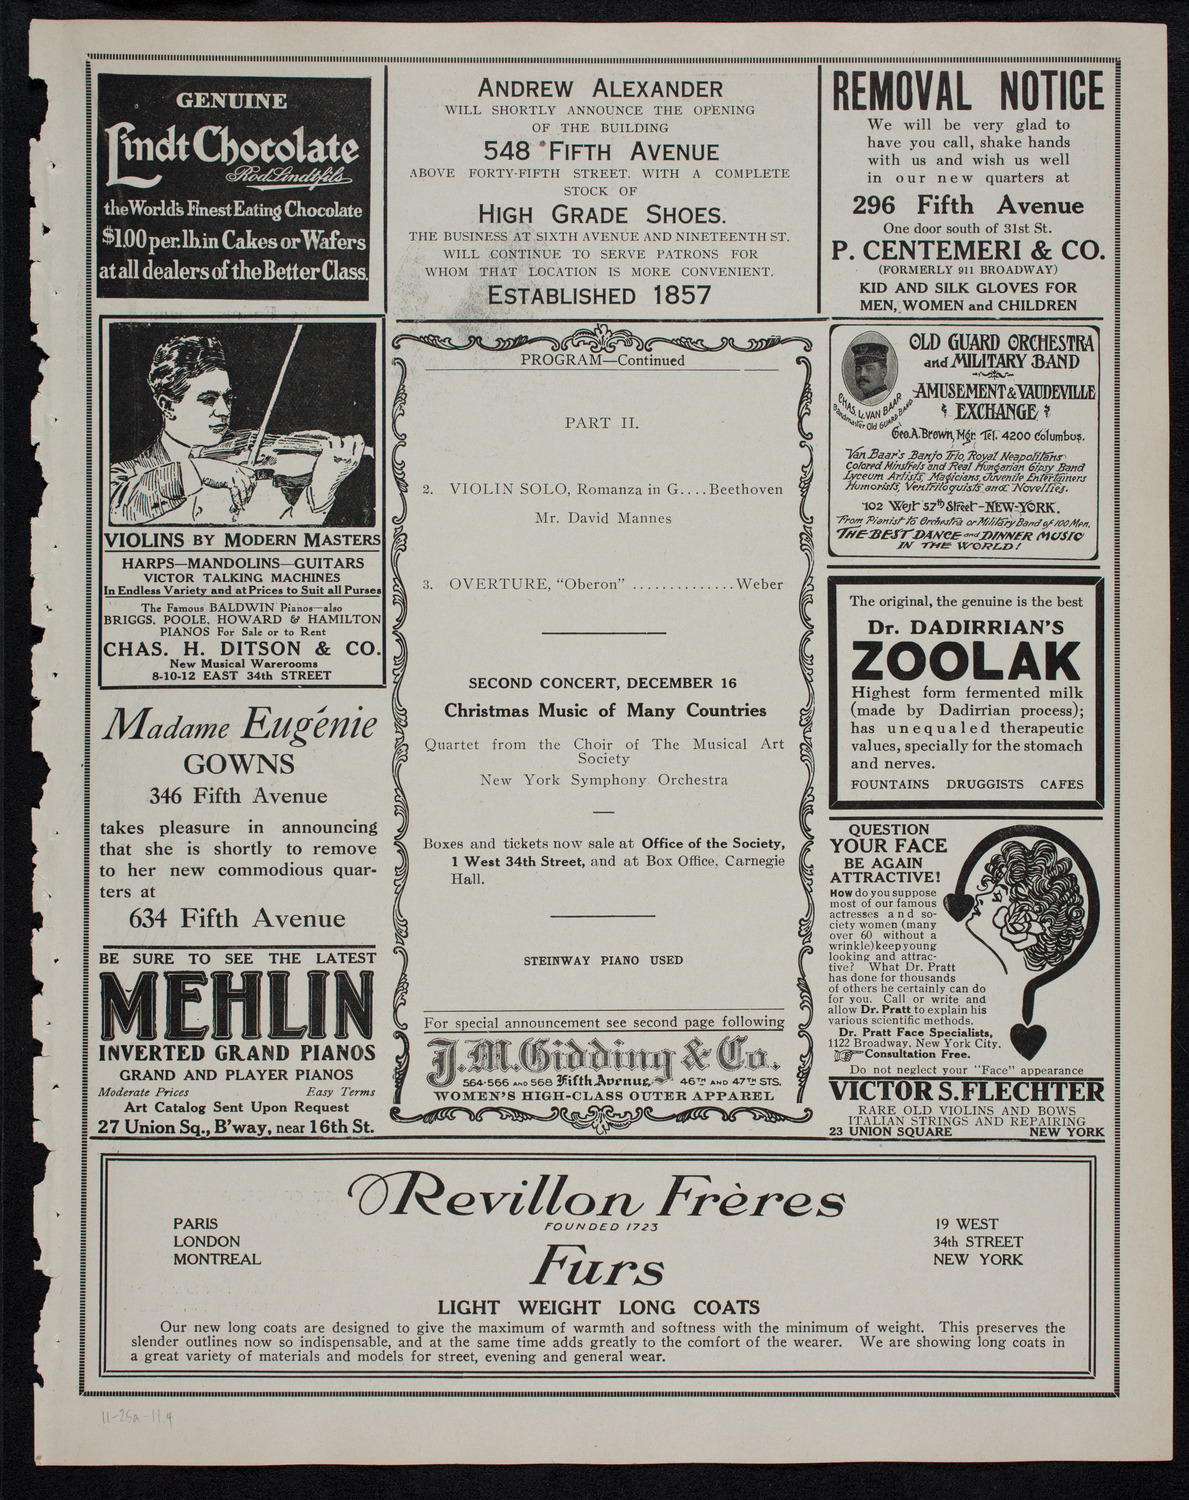 GENUINE
Lindt Chocolate
Rod. Lindt fils
the World's Finest Eating Chocolate
$1.00 per. lb. in Cakes or Wafers
at all dealers of the Better Class.
ANDREW ALEXANDER
WILL SHORTLY ANNOUNCE THE OPENING
OF THE BUILDING
548 FIFTH AVENUE
ABOVE FORTY-FIFTH STREET. WITH A COMPLETE
STOCK OF
HIGH GRADE SHOES.
THE BUSINESS AT SIXTH AVENUE AND NINETEENTH ST.
WILL CONTINUE TO SERVE PATRONS FOR
WHOM THAT LOCATION IS MORE CONVENIENT.
ESTABLISHED 1857
REMOVAL NOTICE
We will be very glad to
have you call, shake hands
with us and wish us well
in our new quarters at
296 Fifth Avenue
One door south of 31st St.
P. CENTEMERI & CO.
(FORMERLY 911 BROADWAY)
KID AND SILK GLOVES FOR
MEN, WOMEN and CHILDREN
VIOLINS BY MODERN MASTERS
HARPS—MANDOLINS—GUITARS
VICTOR TALKING MACHINES
In Endless Variety and at Prices to Suit all Purses
The Famous BALDWIN Pianos—also
BRIGGS, POOLE, HOWARD & HAMILTON
PIANOS For Sale or to Rent
CHAS. H. DITSON & CO.
New Musical Warerooms
8-10-12 EAST 34th STREET
Madame Eugénie
GOWNS
346 Fifth Avenue
takes pleasure in announcing
that she is shortly to remove
to her new commodious quar-
ters at
634 Fifth Avenue
BE SURE TO SEE THE LATEST
MEHLIN
INVERTED GRAND PIANOS
GRAND AND PLAYER PIANOS
Moderate Prices Easy Terms
Art Catalog Sent Upon Request
27 Union Sq., B'way, near 16th St.
PROGRAM—Continued
PART II.
2. VIOLIN SOLO, Romanza in G....Beethoven
Mr. David Mannes
3. OVERTURE, "Oberon" ..............Weber
SECOND CONCERT, DECEMBER 16
Christmas Music of Many Countries
Quartet from the Choir of The Musical Art
Society
New York Symphony Orchestra
Boxes and tickets now sale at Office of the Society,
1 West 34th Street, and at Box Office, Carnegie
Hall.
STEINWAY PIANO USED
For special announcement see second page following
J.M. Gidding & Co.
564-566 AND 568 Fifth Avenue, 46TH AND 47TH STS.
WOMEN'S HIGH-CLASS OUTER APPAREL
OLD GUARD ORCHESTRA
and MILITARY BAND
CHAS. L. VAN BAAR
Bandmaster Old GUARD BAND
AMUSEMENT & VAUDEVILLE
EXCHANGE
Geo. A. Brown, Mgr. Tel. 4200 Columbus.
Van Baar's Banjo Trio, Royal Neapolitans
Colored Minstrels and Real Hungarian Gipsy Band
Lyceum Artists, Magicians, Juvenile Entertainers
Humorists, Ventriloquists and Novelties.
102 West 57th Street - NEW-YORK.
From Pianist to Orchestra or Military Band of 100 Men.
THE BEST DANCE and DINNER MUSIC
IN THE WORLD!
The original, the genuine is the best
Dr. DADIRRIAN'S
ZOOLAK
Highest form fermented milk
(made by Dadirrian process);
has unequaled therapeutic
values, specially for the stomach
and nerves.
FOUNTAINS DRUGGISTS CAFES
QUESTION
YOUR FACE
BE AGAIN
ATTRACTIVE!
How do you suppose
most of our famous
actresses and so-
ciety women (many
over 60 without a
wrinkle) keep young
looking and attrac-
tive? What Dr. Pratt
has done for thousands
of others he certainly can do
for you. Call or write and
allow Dr. Pratt to explain his
various scientific methods.
Dr. Pratt Face Specialists,
1122 Broadway, New York City.
Consultation Free.
Do not neglect your "Face" appearance
VICTOR S. FLECHTER
RARE OLD VIOLINS AND BOWS
ITALIAN STRINGS AND REPAIRING
23 UNION SQUARE NEW YORK
Revillon Frères
FOUNDED 1723
PARIS
LONDON
MONTREAL
19 WEST
34th STREET
NEW YORK
Furs
LIGHT WEIGHT LONG COATS
Our new long coats are designed to give the maximum of warmth and softness with the minimum of weight. This preserves the
slender outlines now so indispensable, and at the same time adds greatly to the comfort of the wearer. We are showing long coats in
a great variety of materials and models for street, evening and general wear.
11-25a-11.9